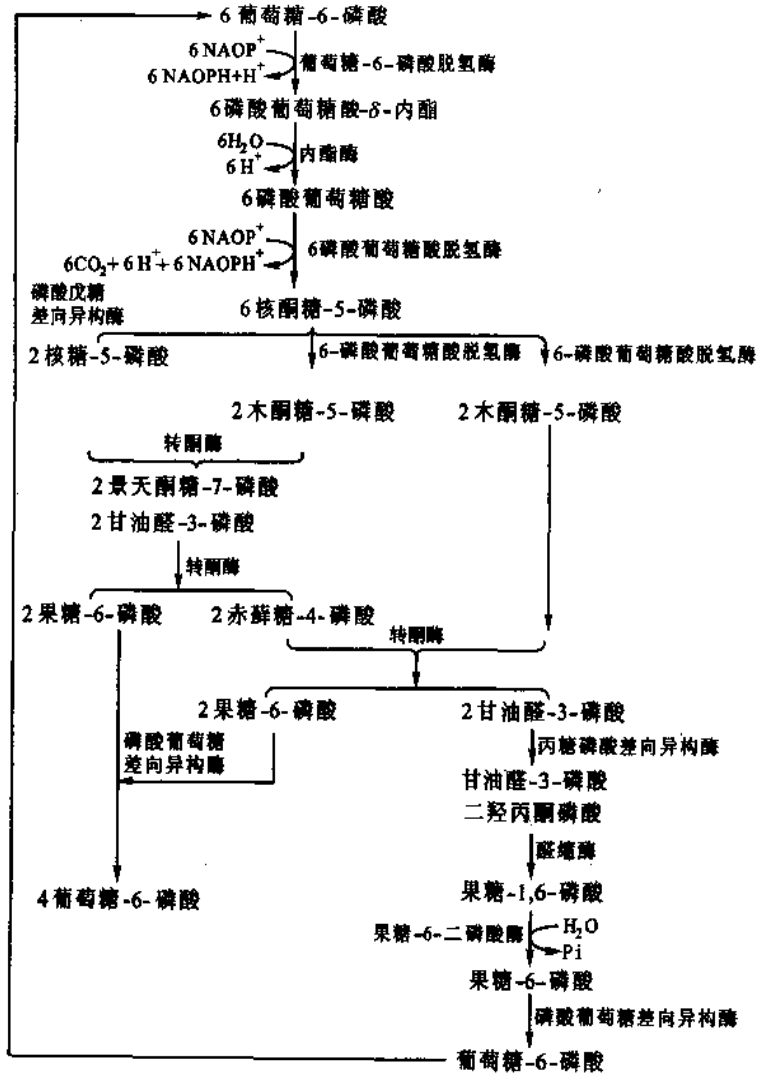 6葡萄糖-6-磷酸
6 NAOP⁺
6 NAOPH+H⁺
葡萄糖-6-磷酸脱氢酶
6磷酸葡萄糖酸-δ-内酯
6H₂O
6H⁺
内酯酶
6磷酸葡萄糖酸
6 NAOP⁺
6CO₂+6H⁺+6NAOPH⁺
6磷酸葡萄糖酸脱氢酶
磷酸戊糖
差向异构酶
6核酮糖-5-磷酸
2核糖-5-磷酸
6-磷酸葡萄糖酸脱氢酶
6-磷酸葡萄糖酸脱氢酶
2木酮糖-5-磷酸
2木酮糖-5-磷酸
转酮酶
2景天酮糖-7-磷酸
2甘油醛-3-磷酸
转酮酶
2果糖-6-磷酸
2赤藓糖-4-磷酸
转酮酶
2果糖-6-磷酸
2甘油醛-3-磷酸
磷酸葡萄糖
差向异构酶
丙糖磷酸差向异构酶
甘油醛-3-磷酸
二羟丙酮磷酸
醛缩酶
4葡萄糖-6-磷酸
果糖-1,6-磷酸
果糖-6-二磷酸酶
H₂O
Pi
果糖-6-磷酸
磷酸葡萄糖差向异构酶
葡萄糖-6-磷酸